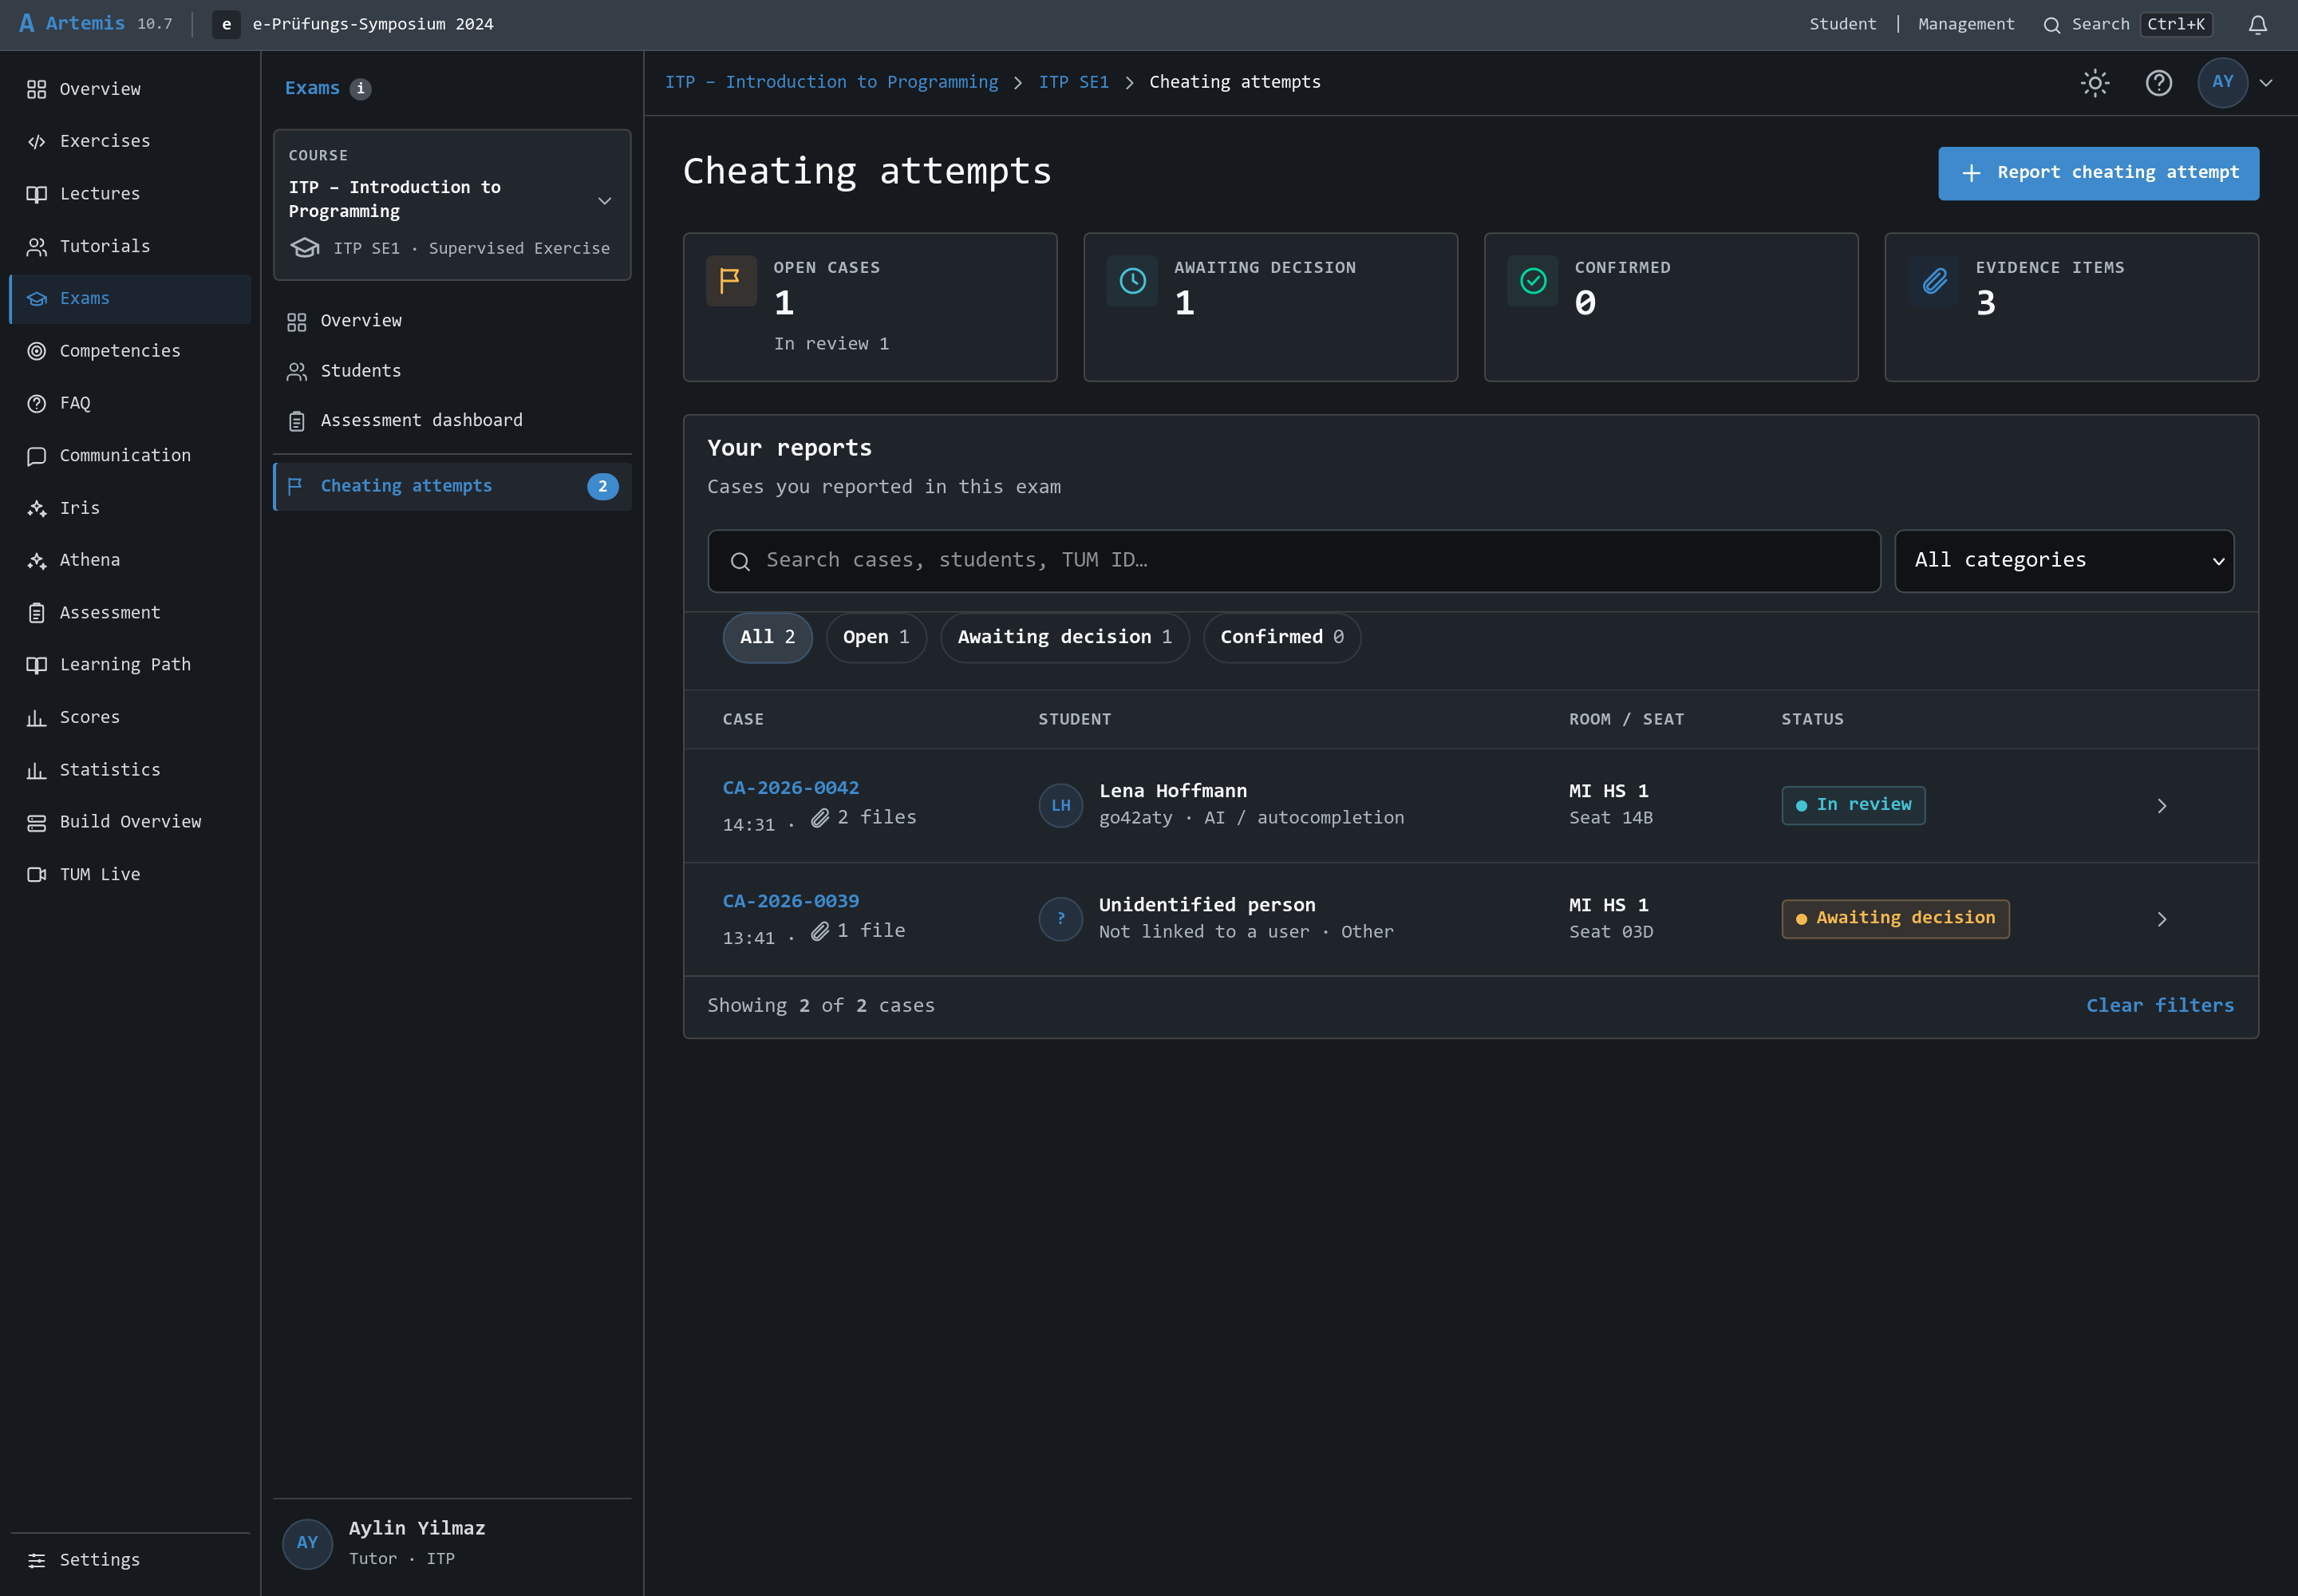 A Artemis 10.7
e e-Prüfungs-Symposium 2024
Student | Management Search Ctrl+K
Overview
Exercises
Lectures
Tutorials
Exams
Competencies
FAQ
Communication
Iris
Athena
Assessment
Learning Path
Scores
Statistics
Build Overview
TUM Live
Settings
Exams i
COURSE
ITP – Introduction to
Programming
ITP SE1 · Supervised Exercise
Overview
Students
Assessment dashboard
Cheating attempts 2
AY
Aylin Yilmaz
Tutor · ITP
ITP – Introduction to Programming > ITP SE1 > Cheating attempts
? AY
Cheating attempts
+ Report cheating attempt
OPEN CASES
1
In review 1
AWAITING DECISION
1
CONFIRMED
0
EVIDENCE ITEMS
3
Your reports
Cases you reported in this exam
Search cases, students, TUM ID…
All categories
All 2 Open 1 Awaiting decision 1 Confirmed 0
CASE STUDENT ROOM / SEAT STATUS
CA-2026-0042
14:31 · 2 files
LH
Lena Hoffmann
go42aty · AI / autocompletion
MI HS 1
Seat 14B
In review
CA-2026-0039
13:41 · 1 file
?
Unidentified person
Not linked to a user · Other
MI HS 1
Seat 03D
Awaiting decision
Showing 2 of 2 cases
Clear filters